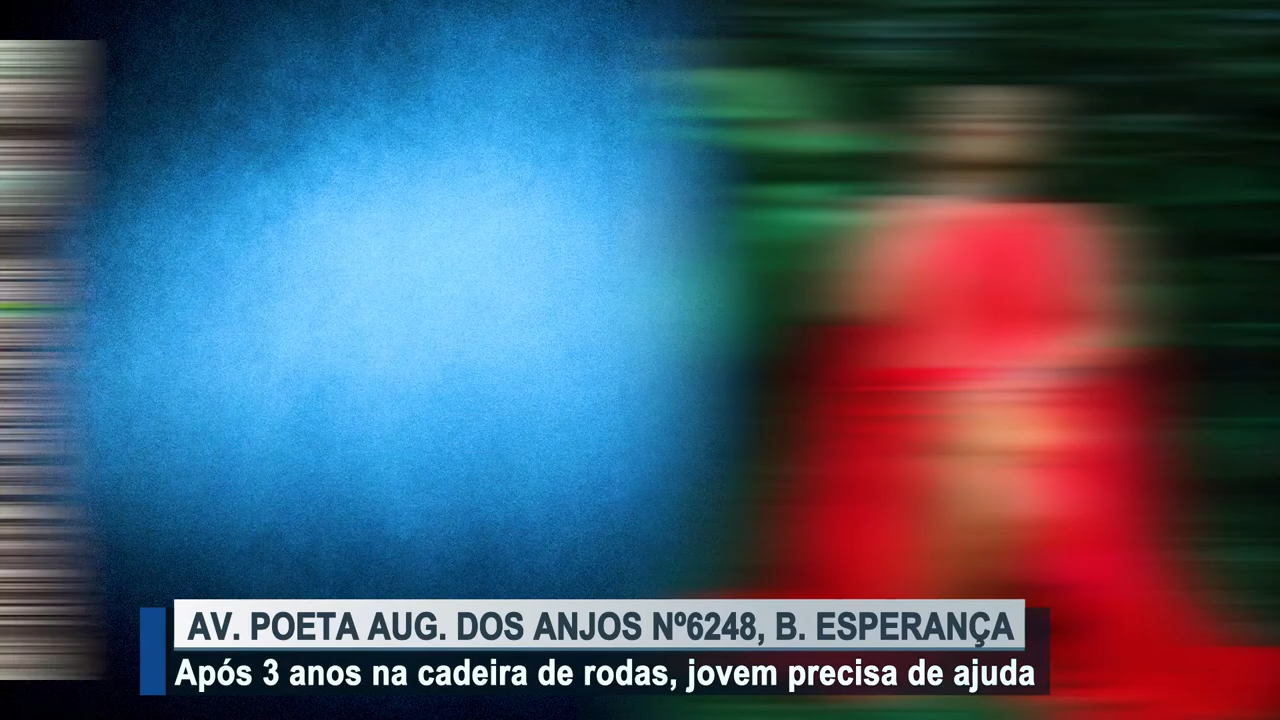 AV. POETA AUG. DOS ANJOS Nº6248, B. ESPERANÇA
Após 3 anos na cadeira de rodas, jovem precisa de ajuda